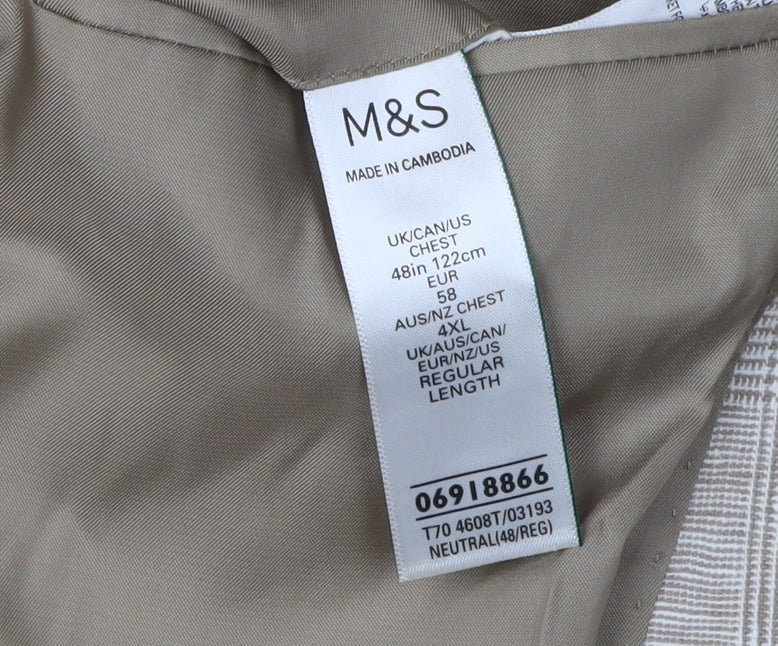 M&S
MADE IN CAMBODIA
UK/CAN/US
CHEST
48in 122cm
EUR
58
AUS/NZ CHEST
4XL
UK/AUS/CAN/
EUR/NZ/US
REGULAR
LENGTH
06918866
T70 4608T/03193
NEUTRAL(48/REG)